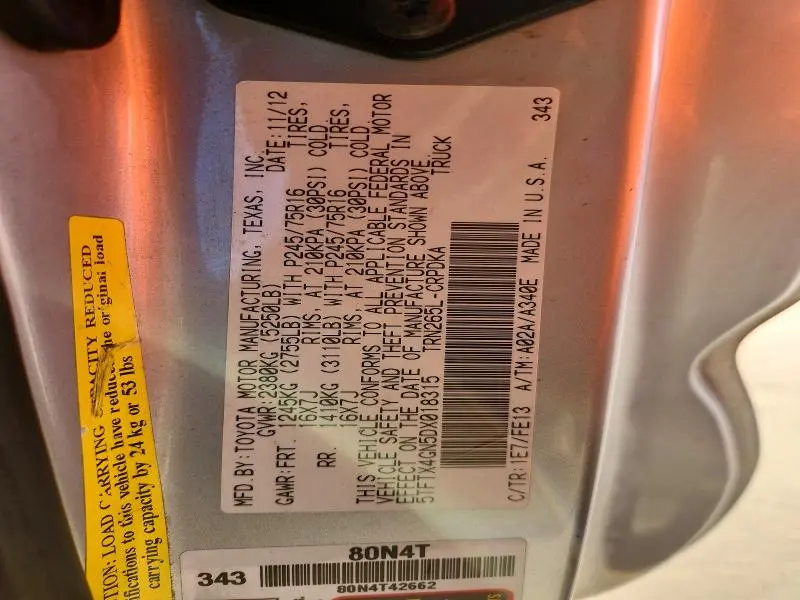 MFD.BY:TOYOTA MOTOR MANUFACTURING, TEXAS, INC.
GVWR 2380KG (5250LB) DATE:11/12
GAWR:FRT. 1245KG (2755LB) WITH P245/75R16 TIRES,
16X7J RIMS, AT 210KPA (30PSI) COLD
RR. 1410KG (3110LB) WITH P245/75R16 TIRES,
16X7J RIMS, AT 210KPA (30PSI) COLD
THIS VEHICLE CONFORMS TO ALL APPLICABLE FEDERAL MOTOR
VEHICLE SAFETY AND THEFT PREVENTION STANDARDS IN
EFFECT ON THE DATE OF MANUFACTURE SHOWN ABOVE.
5TFTX4GN5DX018315 TRN265L-CRPDKA TRUCK
C/TR:1E7/FE13 A/TM:A02A/A340E MADE IN U.S.A. 343
TION: LOAD CARRYING CAPACITY REDUCED
ifications to this vehicle have reduced the original load
carrying capacity by 24 kg or 53 lbs
80N4T
343
80N4T42662